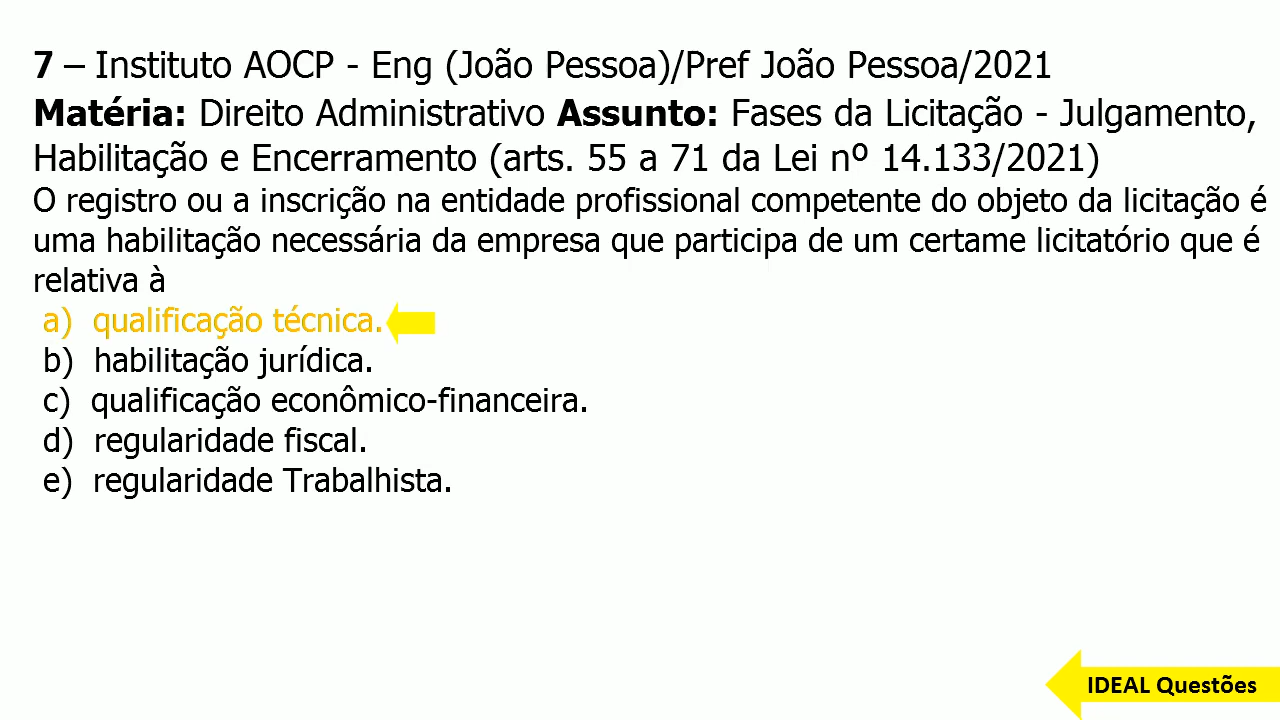 7 – Instituto AOCP - Eng (João Pessoa)/Pref João Pessoa/2021
Matéria: Direito Administrativo Assunto: Fases da Licitação - Julgamento,
Habilitação e Encerramento (arts. 55 a 71 da Lei nº 14.133/2021)
O registro ou a inscrição na entidade profissional competente do objeto da licitação é
uma habilitação necessária da empresa que participa de um certame licitatório que é
relativa à
a) qualificação técnica.
b) habilitação jurídica.
c) qualificação econômico-financeira.
d) regularidade fiscal.
e) regularidade Trabalhista.
IDEAL Questões